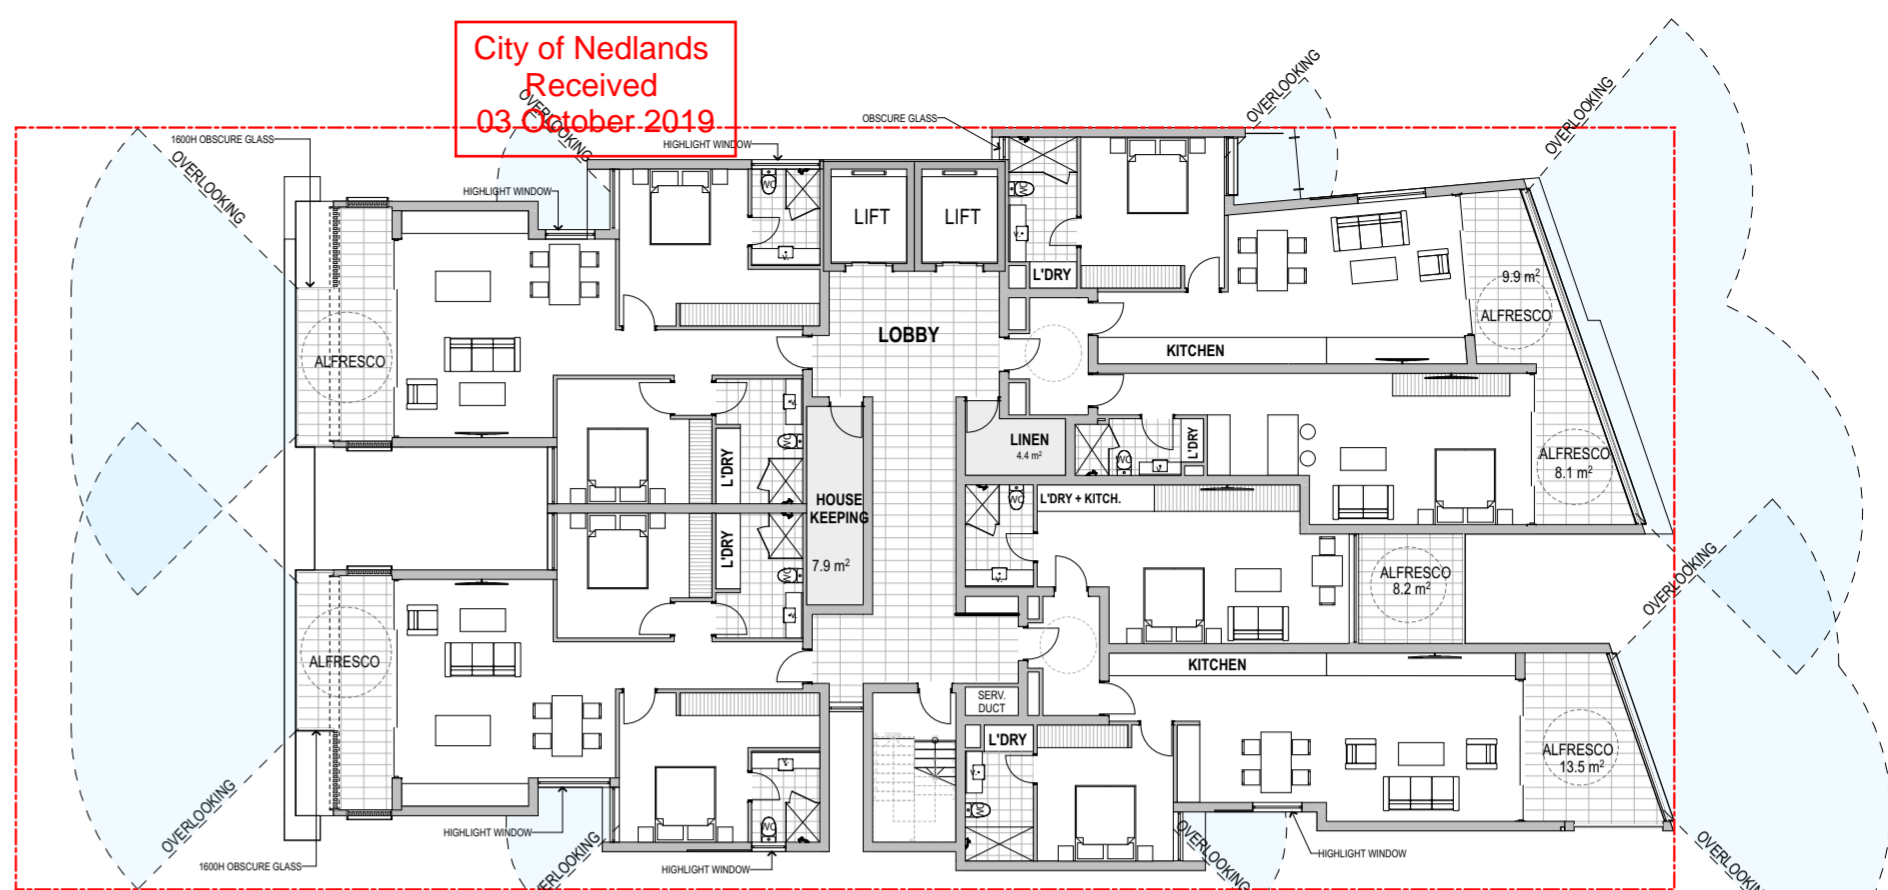 City of Nedlands
Received
03 October 2019
OVERLOOKING
OVERLOOKING
OVERLOOKING
OVERLOOKING
1600H OBSCURE GLASS
HIGHLIGHT WINDOW
OBSCURE GLASS
HIGHLIGHT WINDOW
WC
V.
LIFT
LIFT
WC
V.
L'DRY
9.9 m²
ALFRESCO
LOBBY
KITCHEN
ALFRESCO
V.
WC
L'DRY
HOUSE
KEEPING
7.9 m²
LINEN
4.4 m²
WC
V.
L'DRY
ALFRESCO
8.1 m²
L'DRY + KITCH.
WC
V.
L'DRY
WC
V.
ALFRESCO
8.2 m²
OVERLOOKING
ALFRESCO
KITCHEN
SERV.
DUCT
L'DRY
V.
WC
ALFRESCO
13.5 m²
V.
WC
OVERLOOKING
HIGHLIGHT WINDOW
1600H OBSCURE GLASS
HIGHLIGHT WINDOW
OVERLOOKING
OVERLOOKING
HIGHLIGHT WINDOW
OVERLOOKING